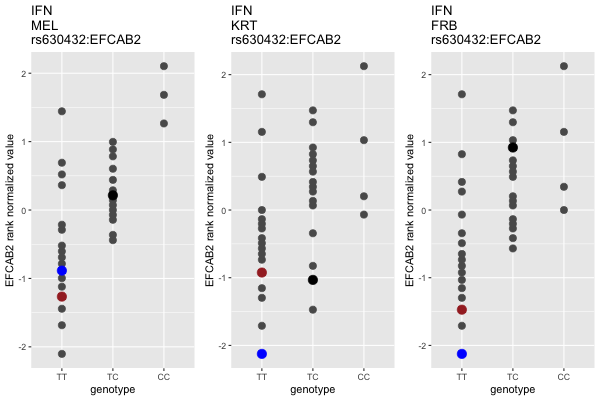 IFN
MEL
rs630432:EFCAB2
EFCAB2 rank normalized value
2
1
0
-1
-2
TT
TC
CC
genotype
IFN
KRT
rs630432:EFCAB2
EFCAB2 rank normalized value
2
1
0
-1
-2
TT
TC
CC
genotype
IFN
FRB
rs630432:EFCAB2
EFCAB2 rank normalized value
2
1
0
-1
-2
TT
TC
CC
genotype